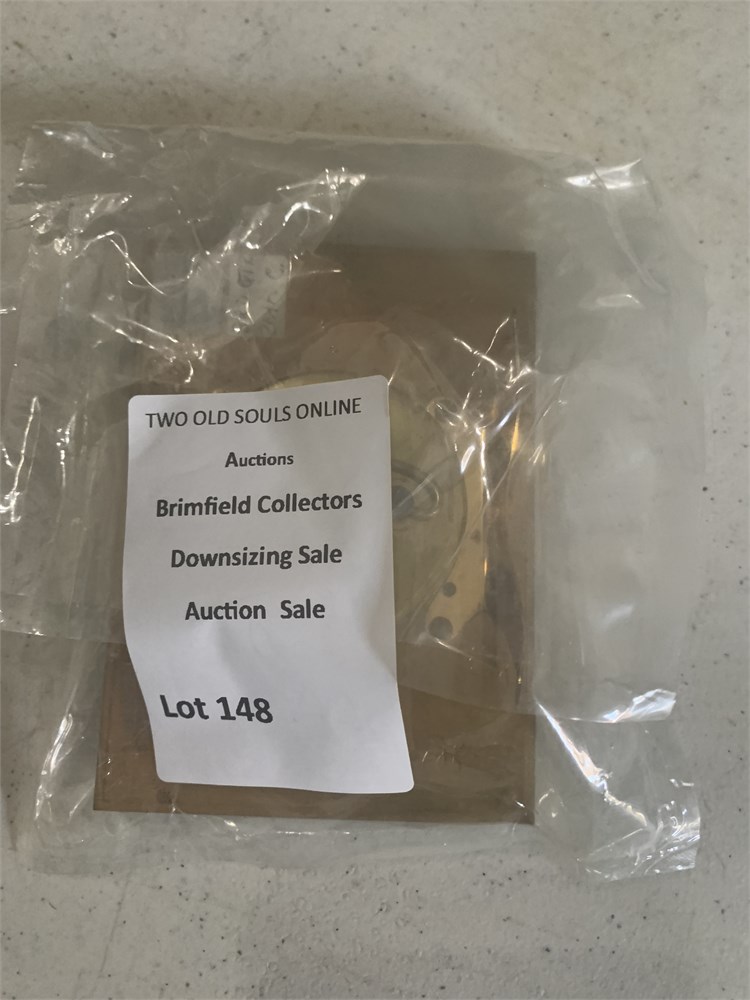 TWO OLD SOULS ONLINE
Auctions
Brimfield Collectors
Downsizing Sale
Auction Sale
Lot 148